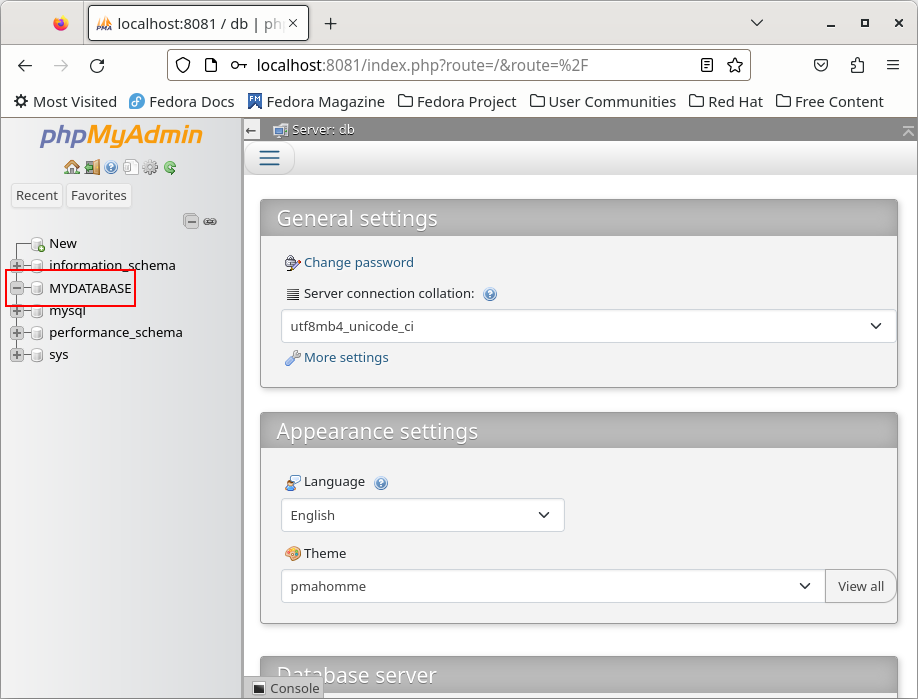 localhost:8081 / db | php
localhost:8081/index.php?route=/&route=%2F
Most Visited Fedora Docs Fedora Magazine Fedora Project User Communities Red Hat Free Content
phpMyAdmin
Recent Favorites
New
information_schema
MYDATABASE
mysql
performance_schema
sys
Server: db
General settings
Change password
Server connection collation:
utf8mb4_unicode_ci
More settings
Appearance settings
Language
English
Theme
pmahomme
View all
Database server
Console